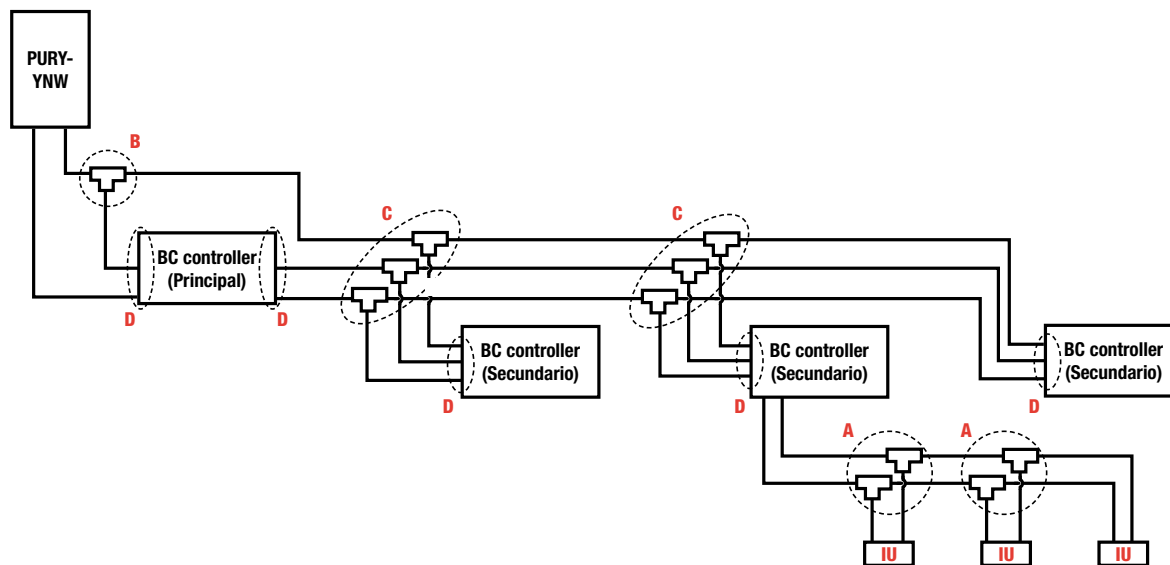 PURY-
YNW
B
C
C
BC controller
(Principal)
D
D
BC controller
(Secundario)
BC controller
(Secundario)
BC controller
(Secundario)
D
D
D
A
A
IU
IU
IU